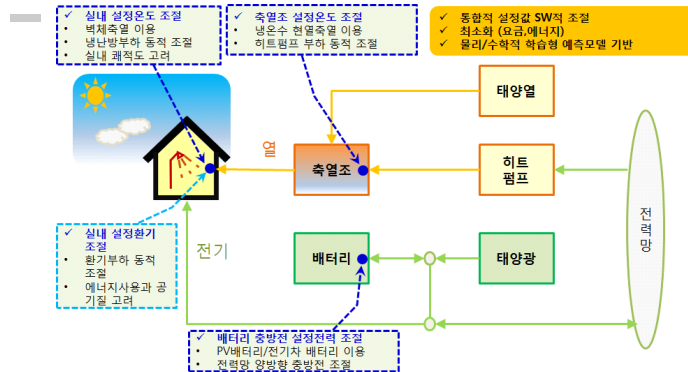 ✓ 실내 설정온도 조절
• 벽체축열 이용
• 냉난방부하 동적 조절
• 실내 쾌적도 고려
✓ 축열조 설정온도 조절
• 냉온수 현열축열 이용
• 히트펌프 부하 동적 조절
✓ 통합적 설정값 SW적 조절
✓ 최소화 (요금,에너지)
✓ 물리/수학적 학습형 예측모델 기반
태양열
열
축열조
히트
펌프
전력망
✓ 실내 설정환기
조절
• 환기부하 동적
조절
• 에너지사용과 공
기질 고려
전기
배터리
태양광
✓ 배터리 충방전 설정전력 조절
• PV배터리/전기차 배터리 이용
• 전력망 양방향 충방전 조절